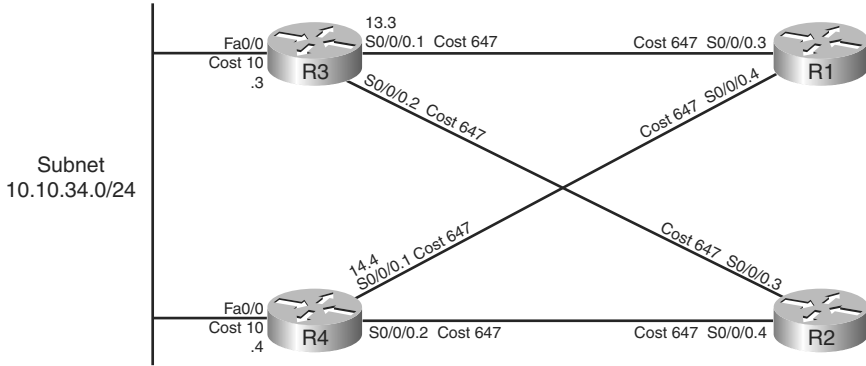 13.3
Fa0/0
S0/0/0.1 Cost 647
Cost 647 S0/0/0.3
Cost 10
R3
R1
.3
S0/0/0.2 Cost 647
Cost 647 S0/0/0.4
Subnet
10.10.34.0/24
14.4
S0/0/0.1 Cost 647
Cost 647 S0/0/0.3
Fa0/0
Cost 10
R4
S0/0/0.2 Cost 647
Cost 647 S0/0/0.4
R2
.4